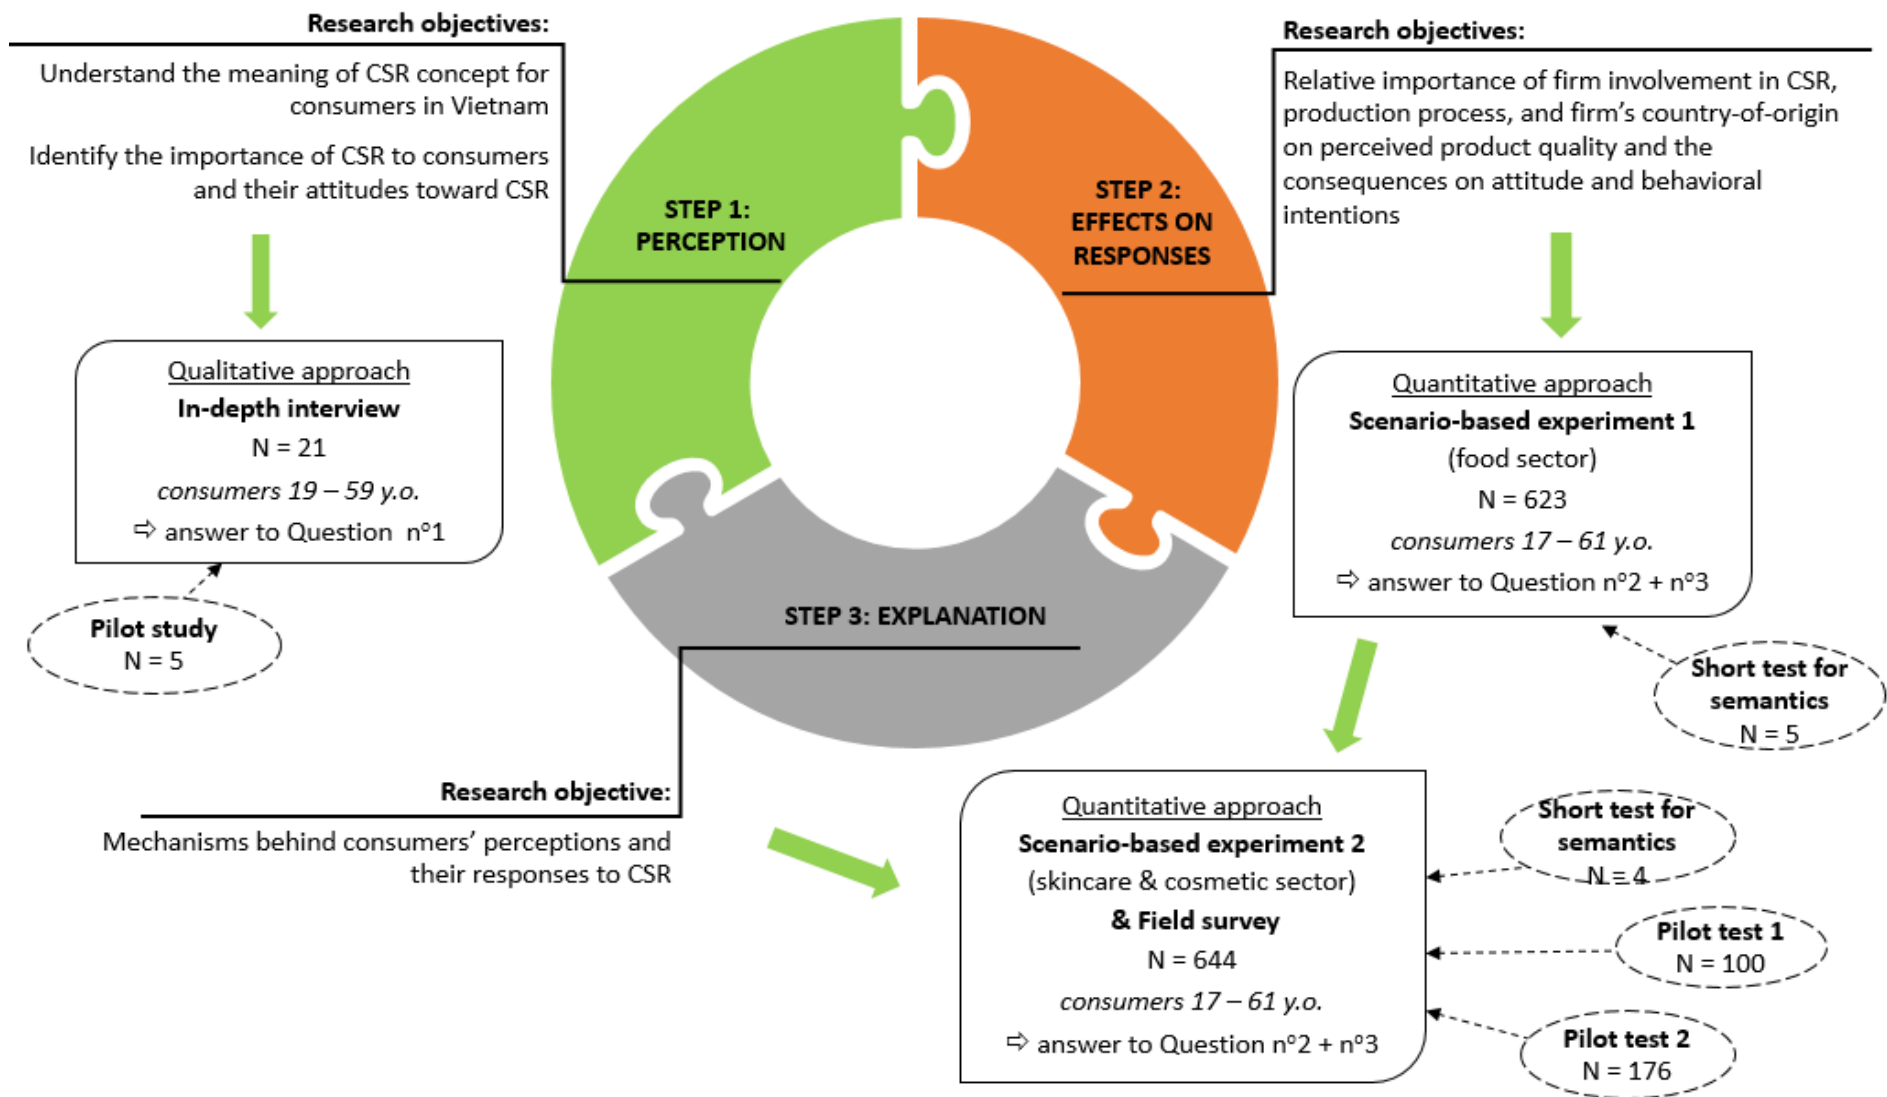 Research objectives:
Understand the meaning of CSR concept for
consumers in Vietnam
Identify the importance of CSR to consumers
and their attitudes toward CSR
STEP 1:
PERCEPTION
Qualitative approach
In-depth interview
N = 21
consumers 19 – 59 y.o.
⇨ answer to Question nº1
Pilot study
N = 5
Research objectives:
Relative importance of firm involvement in CSR,
production process, and firm’s country-of-origin
on perceived product quality and the
consequences on attitude and behavioral
intentions
STEP 2:
EFFECTS ON
RESPONSES
Quantitative approach
Scenario-based experiment 1
(food sector)
N = 623
consumers 17 – 61 y.o.
⇨ answer to Question nº2 + nº3
Short test for
semantics
N = 5
STEP 3: EXPLANATION
Research objective:
Mechanisms behind consumers’ perceptions and
their responses to CSR
Quantitative approach
Scenario-based experiment 2
(skincare & cosmetic sector)
& Field survey
N = 644
consumers 17 – 61 y.o.
⇨ answer to Question nº2 + nº3
Short test for
semantics
N = 4
Pilot test 1
N = 100
Pilot test 2
N = 176